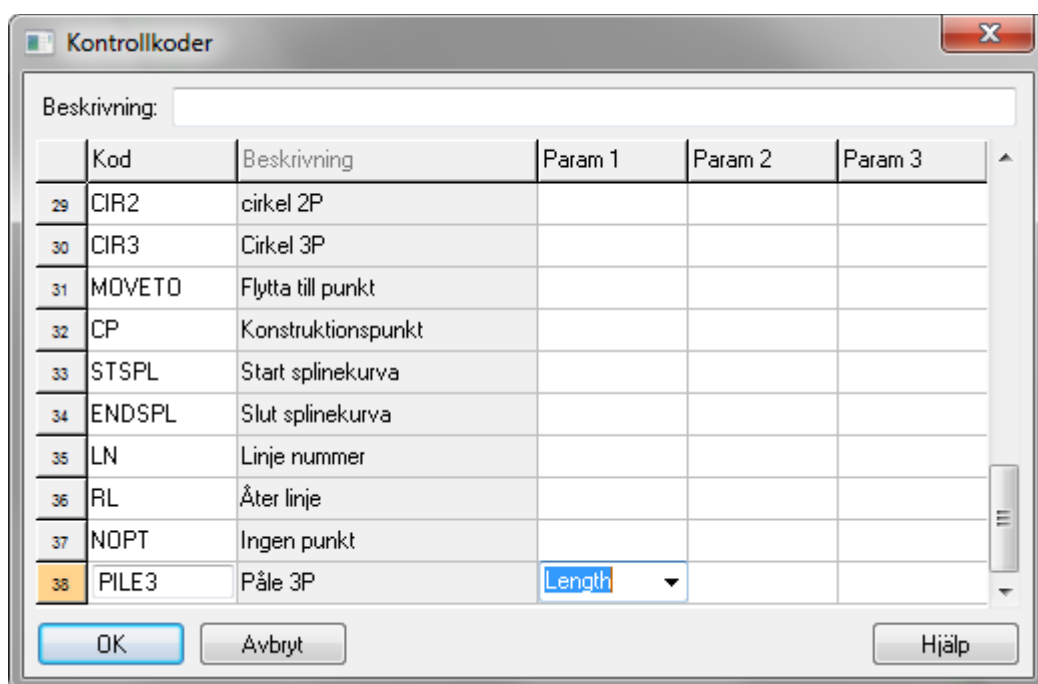 Kontrollkoder
Beskrivning:
Kod Beskrivning Param 1 Param 2 Param 3
29 CIR2 cirkel 2P
30 CIR3 Cirkel 3P
31 MOVETO Flytta till punkt
32 CP Konstruktionspunkt
33 STSPL Start splinekurva
34 ENDSPL Slut splinekurva
35 LN Linje nummer
36 RL Åter linje
37 NOPT Ingen punkt
38 PILE3 Påle 3P Length
OK Avbryt Hjälp